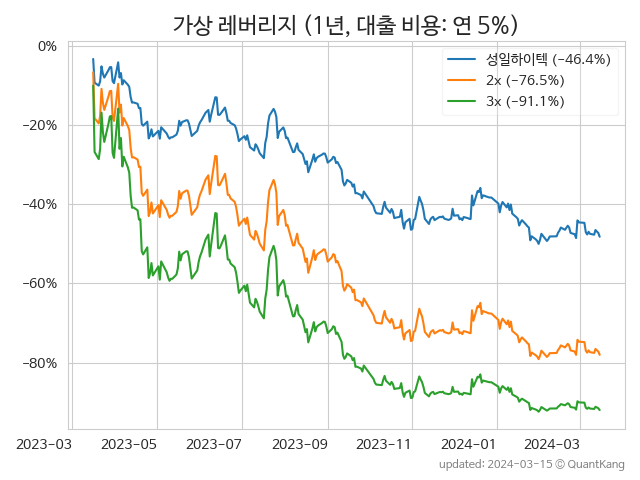 가상 레버리지 (1년, 대출 비용: 연 5%)
성일하이텍 (−46.4%)
2x (−76.5%)
3x (−91.1%)
0%
−20%
−40%
−60%
−80%
2023-03 2023-05 2023-07 2023-09 2023-11 2024-01 2024-03
updated: 2024-03-15 © QuantKang